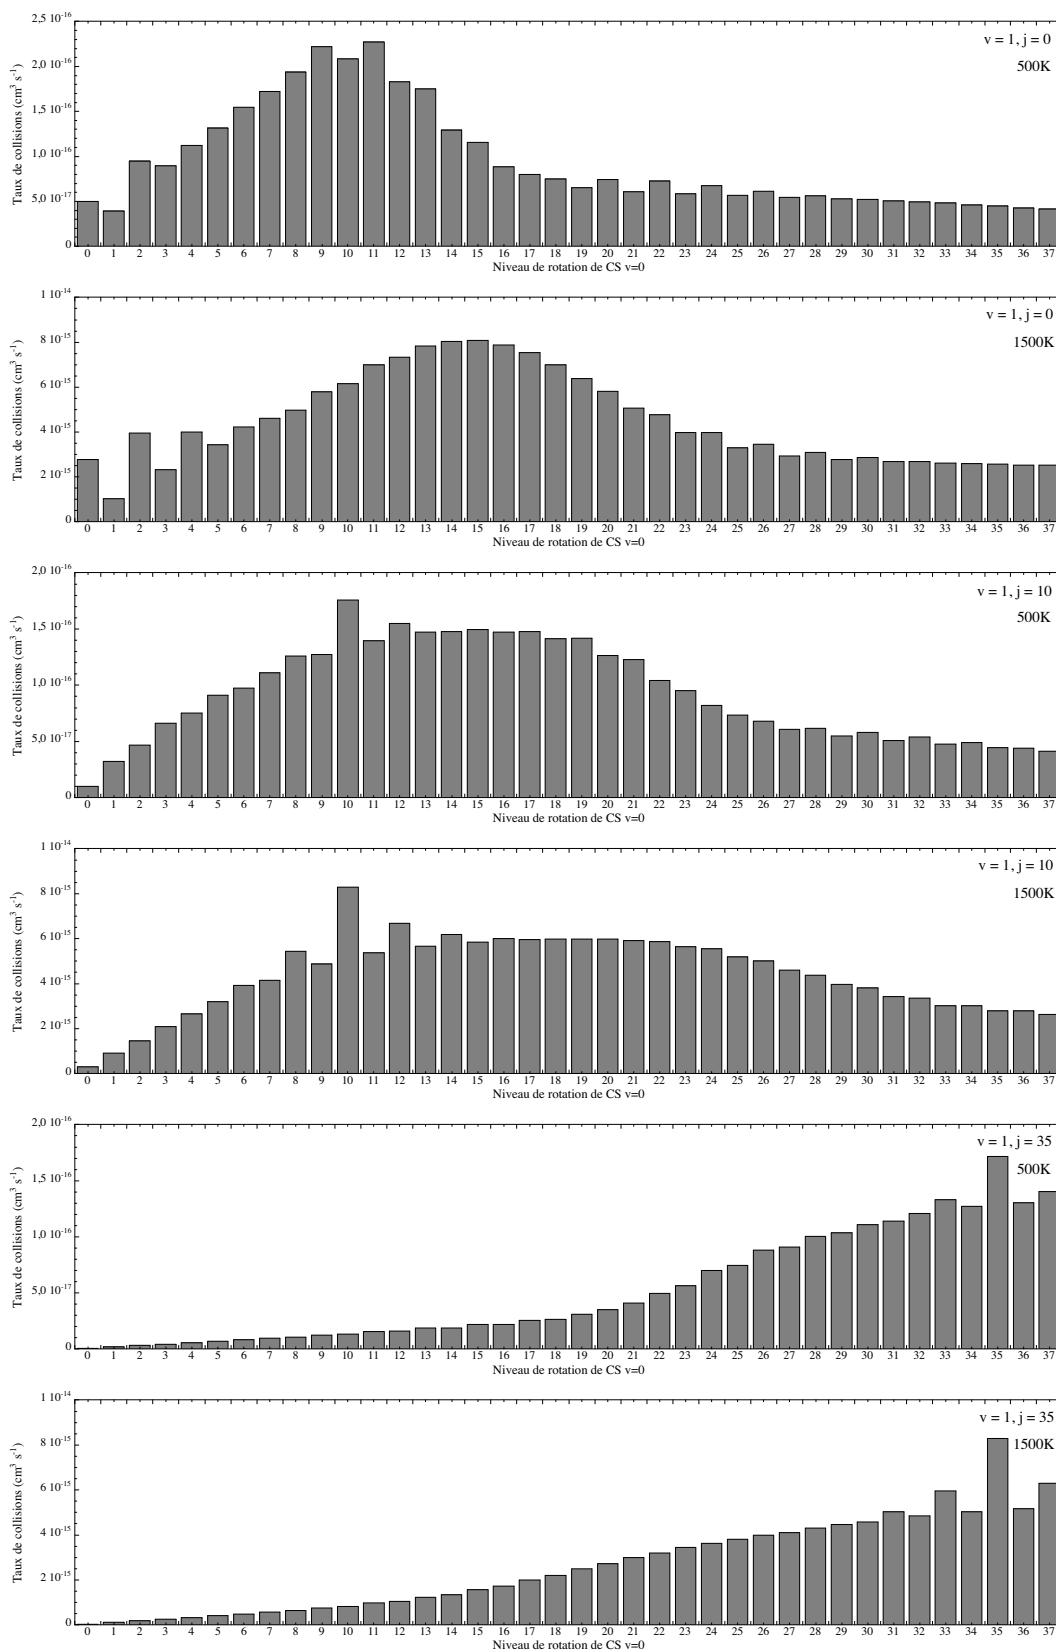 2,5 10-16
2,0 10-16
1,5 10-16
1,0 10-16
5,0 10-17
0
Taux de collisions (cm3 s-1)
v = 1, j = 0
500K
0 1 2 3 4 5 6 7 8 9 10 11 12 13 14 15 16 17 18 19 20 21 22 23 24 25 26 27 28 29 30 31 32 33 34 35 36 37
Niveau de rotation de CS v=0
1 10-14
8 10-15
6 10-15
4 10-15
2 10-15
0
Taux de collisions (cm3 s-1)
v = 1, j = 0
1500K
0 1 2 3 4 5 6 7 8 9 10 11 12 13 14 15 16 17 18 19 20 21 22 23 24 25 26 27 28 29 30 31 32 33 34 35 36 37
Niveau de rotation de CS v=0
2,0 10-16
1,5 10-16
1,0 10-16
5,0 10-17
0
Taux de collisions (cm3 s-1)
v = 1, j = 10
500K
0 1 2 3 4 5 6 7 8 9 10 11 12 13 14 15 16 17 18 19 20 21 22 23 24 25 26 27 28 29 30 31 32 33 34 35 36 37
Niveau de rotation de CS v=0
1 10-14
8 10-15
6 10-15
4 10-15
2 10-15
0
Taux de collisions (cm3 s-1)
v = 1, j = 10
1500K
0 1 2 3 4 5 6 7 8 9 10 11 12 13 14 15 16 17 18 19 20 21 22 23 24 25 26 27 28 29 30 31 32 33 34 35 36 37
Niveau de rotation de CS v=0
2,0 10-16
1,5 10-16
1,0 10-16
5,0 10-17
0
Taux de collisions (cm3 s-1)
v = 1, j = 35
500K
0 1 2 3 4 5 6 7 8 9 10 11 12 13 14 15 16 17 18 19 20 21 22 23 24 25 26 27 28 29 30 31 32 33 34 35 36 37
Niveau de rotation de CS v=0
1 10-14
8 10-15
6 10-15
4 10-15
2 10-15
0
Taux de collisions (cm3 s-1)
v = 1, j = 35
1500K
0 1 2 3 4 5 6 7 8 9 10 11 12 13 14 15 16 17 18 19 20 21 22 23 24 25 26 27 28 29 30 31 32 33 34 35 36 37
Niveau de rotation de CS v=0